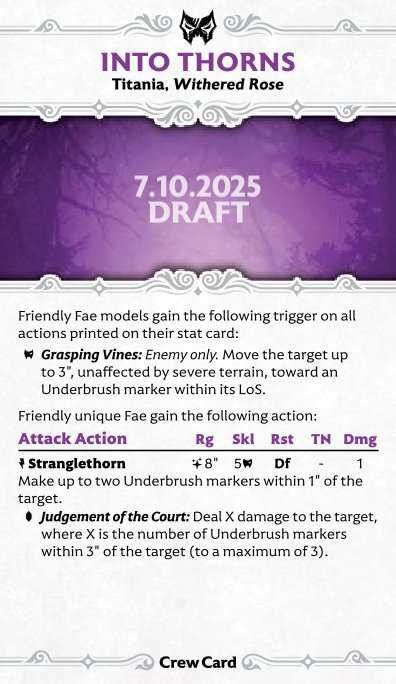 INTO THORNS
Titania, Withered Rose
7.10.2025
DRAFT
Friendly Fae models gain the following trigger on all
actions printed on their stat card:
Grasping Vines: Enemy only. Move the target up
to 3", unaffected by severe terrain, toward an
Underbrush marker within its LoS.
Friendly unique Fae gain the following action:
Attack Action Rg Skl Rst TN Dmg
Stranglethorn 8" 5 Df - 1
Make up to two Underbrush markers within 1" of the
target.
Judgement of the Court: Deal X damage to the target,
where X is the number of Underbrush markers
within 3" of the target (to a maximum of 3).
Crew Card